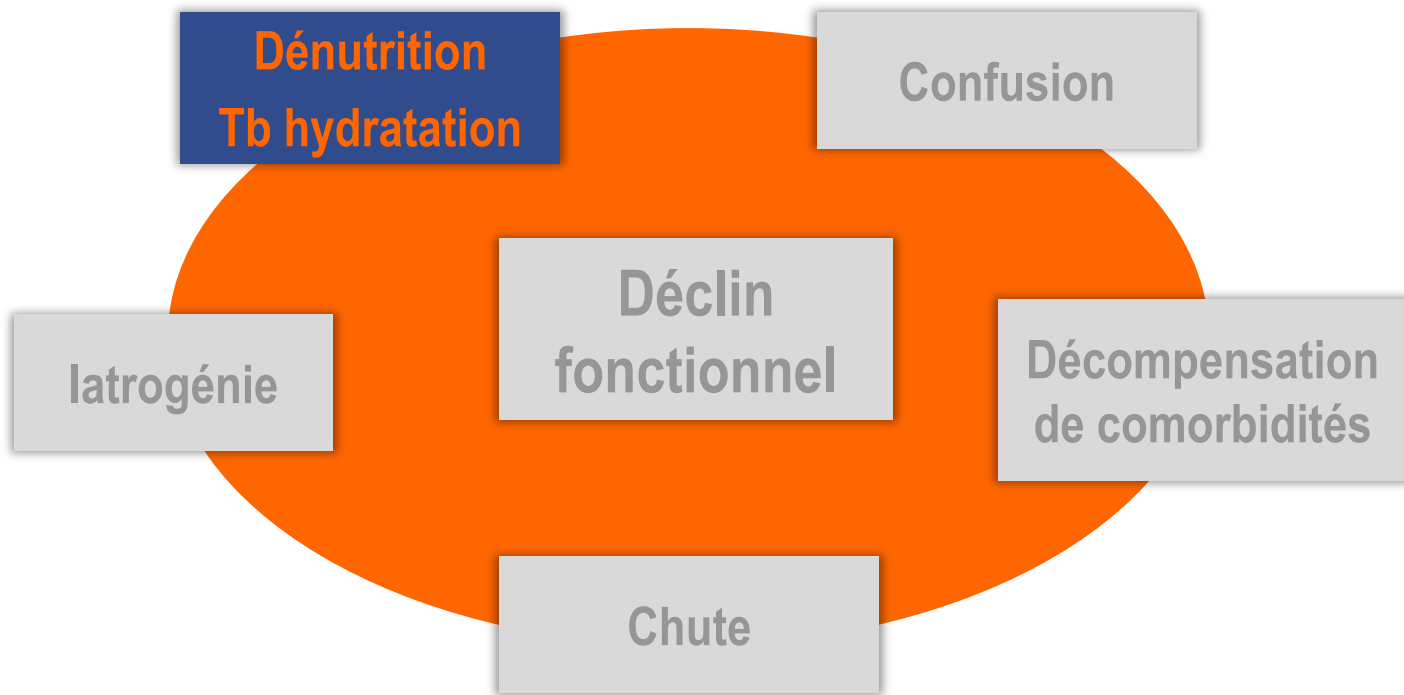 Dénutrition
Tb hydratation
Confusion
Déclin
fonctionnel
Iatrogénie
Décompensation
de comorbidités
Chute